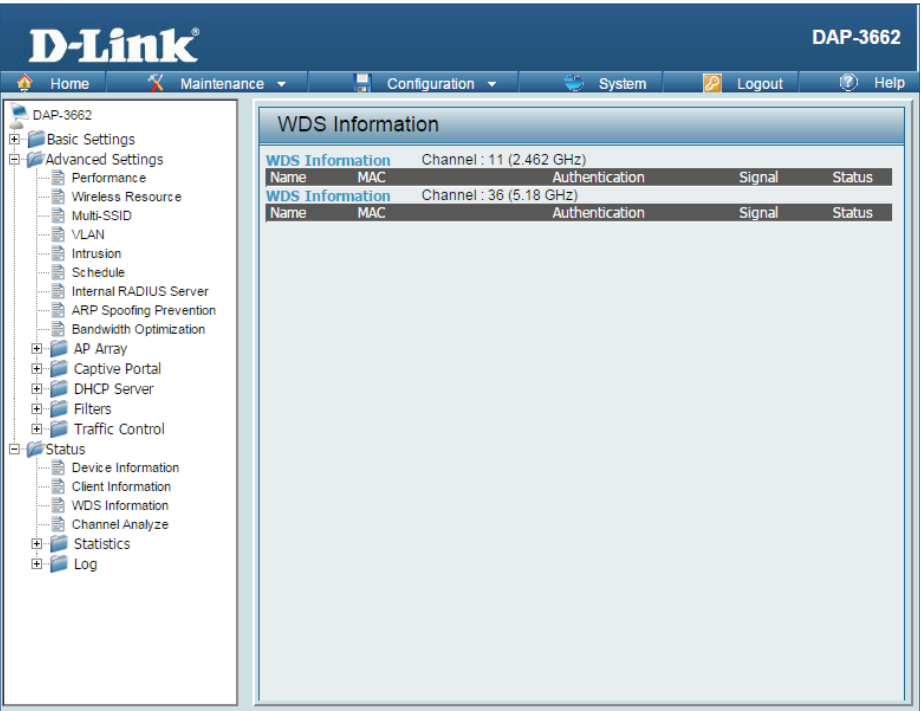 D-Link®
DAP-3662
Home Maintenance Configuration System Logout Help
DAP-3662
Basic Settings
Advanced Settings
Performance
Wireless Resource
Multi-SSID
VLAN
Intrusion
Schedule
Internal RADIUS Server
ARP Spoofing Prevention
Bandwidth Optimization
AP Array
Captive Portal
DHCP Server
Filters
Traffic Control
Status
Device Information
Client Information
WDS Information
Channel Analyze
Statistics
Log
WDS Information
WDS Information Channel : 11 (2.462 GHz)
Name MAC Authentication Signal Status
WDS Information Channel : 36 (5.18 GHz)
Name MAC Authentication Signal Status